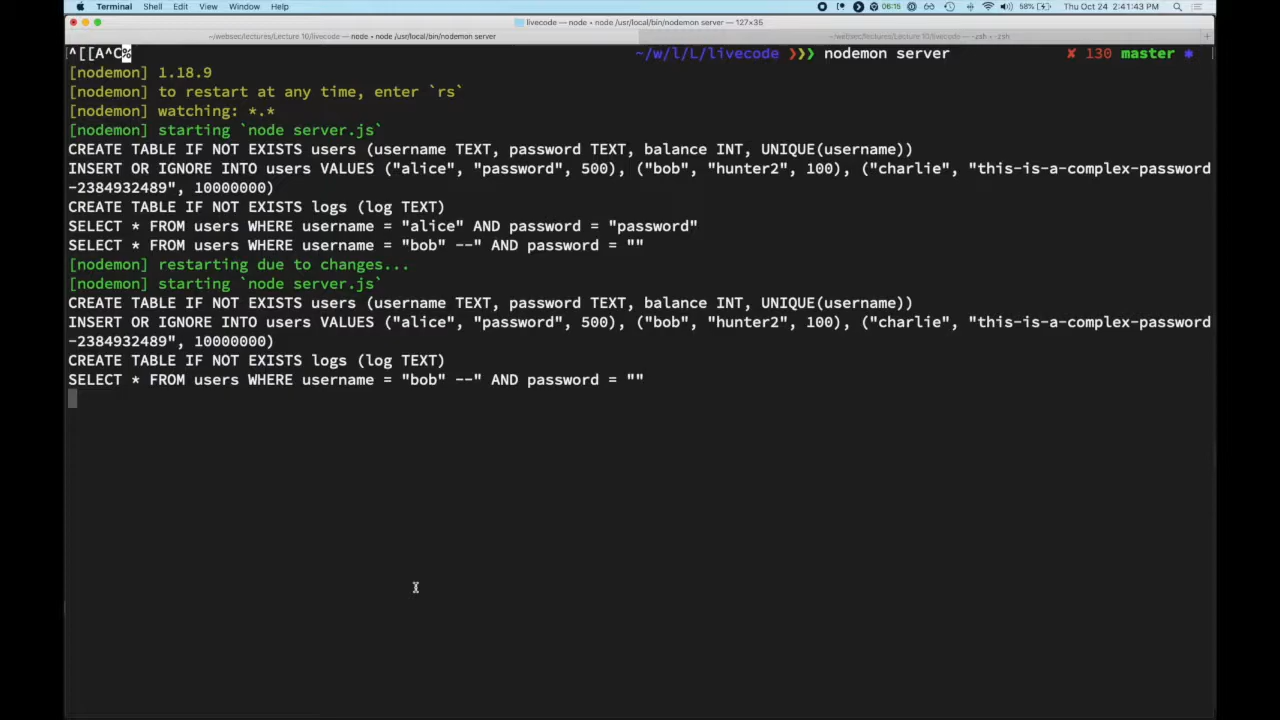 Terminal Shell Edit View Window Help 06:15 58% Thu Oct 24 2:41:43 PM
livecode — node • node /usr/local/bin/nodemon server — 127×35
~/websec/lectures/Lecture 10/livecode — node • node /usr/local/bin/nodemon server ~/websec/lectures/Lecture 10/livecode — -zsh • -zsh +
^[[A^C% ~/w/l/L/livecode ❯❯❯ nodemon server ✘ 130 master *
[nodemon] 1.18.9
[nodemon] to restart at any time, enter `rs`
[nodemon] watching: *.*
[nodemon] starting `node server.js`
CREATE TABLE IF NOT EXISTS users (username TEXT, password TEXT, balance INT, UNIQUE(username))
INSERT OR IGNORE INTO users VALUES ("alice", "password", 500), ("bob", "hunter2", 100), ("charlie", "this-is-a-complex-password
-2384932489", 10000000)
CREATE TABLE IF NOT EXISTS logs (log TEXT)
SELECT * FROM users WHERE username = "alice" AND password = "password"
SELECT * FROM users WHERE username = "bob" --" AND password = ""
[nodemon] restarting due to changes...
[nodemon] starting `node server.js`
CREATE TABLE IF NOT EXISTS users (username TEXT, password TEXT, balance INT, UNIQUE(username))
INSERT OR IGNORE INTO users VALUES ("alice", "password", 500), ("bob", "hunter2", 100), ("charlie", "this-is-a-complex-password
-2384932489", 10000000)
CREATE TABLE IF NOT EXISTS logs (log TEXT)
SELECT * FROM users WHERE username = "bob" --" AND password = ""